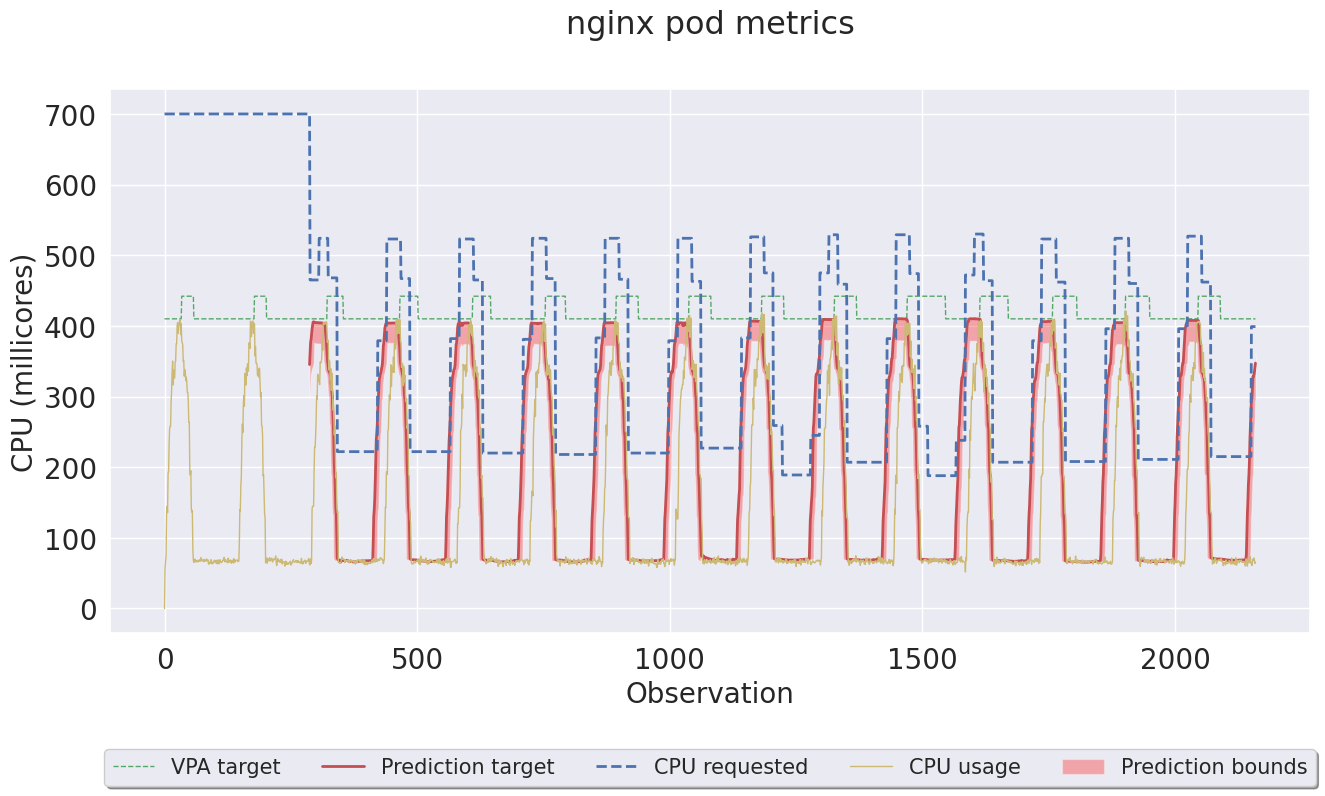 nginx pod metrics
700
600
500
400
300
200
100
0
CPU (millicores)
0 500 1000 1500 2000
Observation
VPA target Prediction target CPU requested CPU usage Prediction bounds